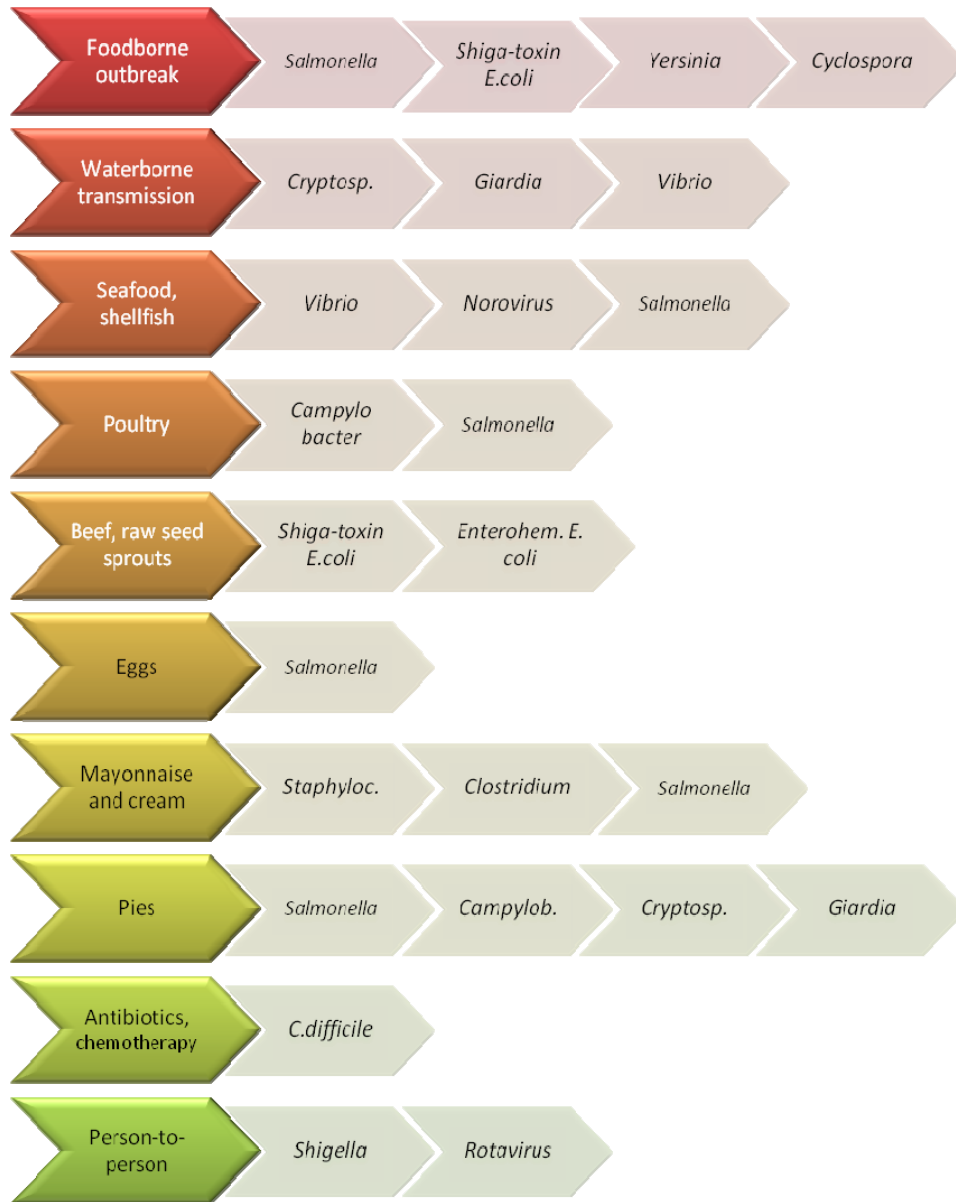 Foodborne
outbreak
Salmonella
Shiga-toxin
E.coli
Yersinia
Cyclospora
Waterborne
transmission
Cryptosp.
Giardia
Vibrio
Seafood,
shellfish
Vibrio
Norovirus
Salmonella
Poultry
Campylo
bacter
Salmonella
Beef, raw seed
sprouts
Shiga-toxin
E.coli
Enterohem. E.
coli
Eggs
Salmonella
Mayonnaise
and cream
Staphyloc.
Clostridium
Salmonella
Pies
Salmonella
Campylob.
Cryptosp.
Giardia
Antibiotics,
chemotherapy
C.difficile
Person-to-
person
Shigella
Rotavirus